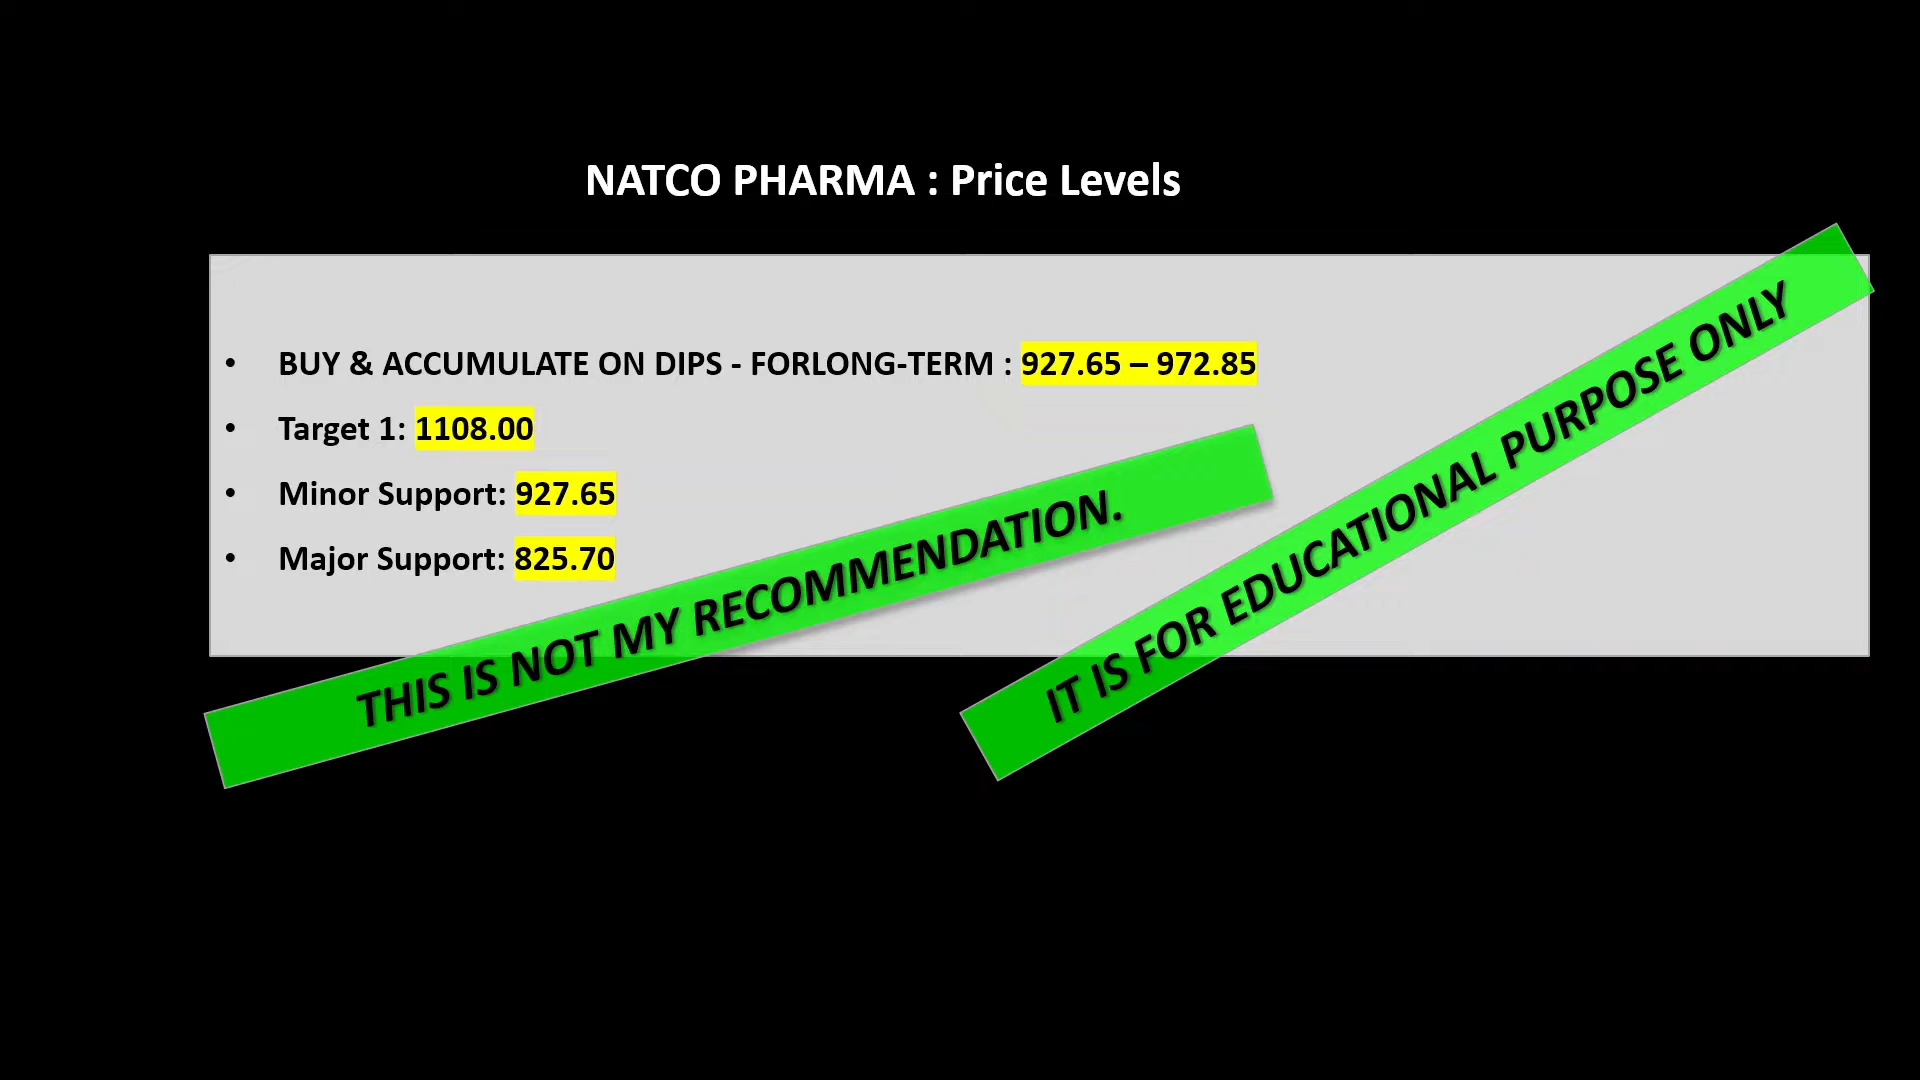 NATCO PHARMA : Price Levels
• BUY & ACCUMULATE ON DIPS - FORLONG-TERM : 927.65 – 972.85
• Target 1: 1108.00
• Minor Support: 927.65
• Major Support: 825.70
THIS IS NOT MY RECOMMENDATION.
IT IS FOR EDUCATIONAL PURPOSE ONLY